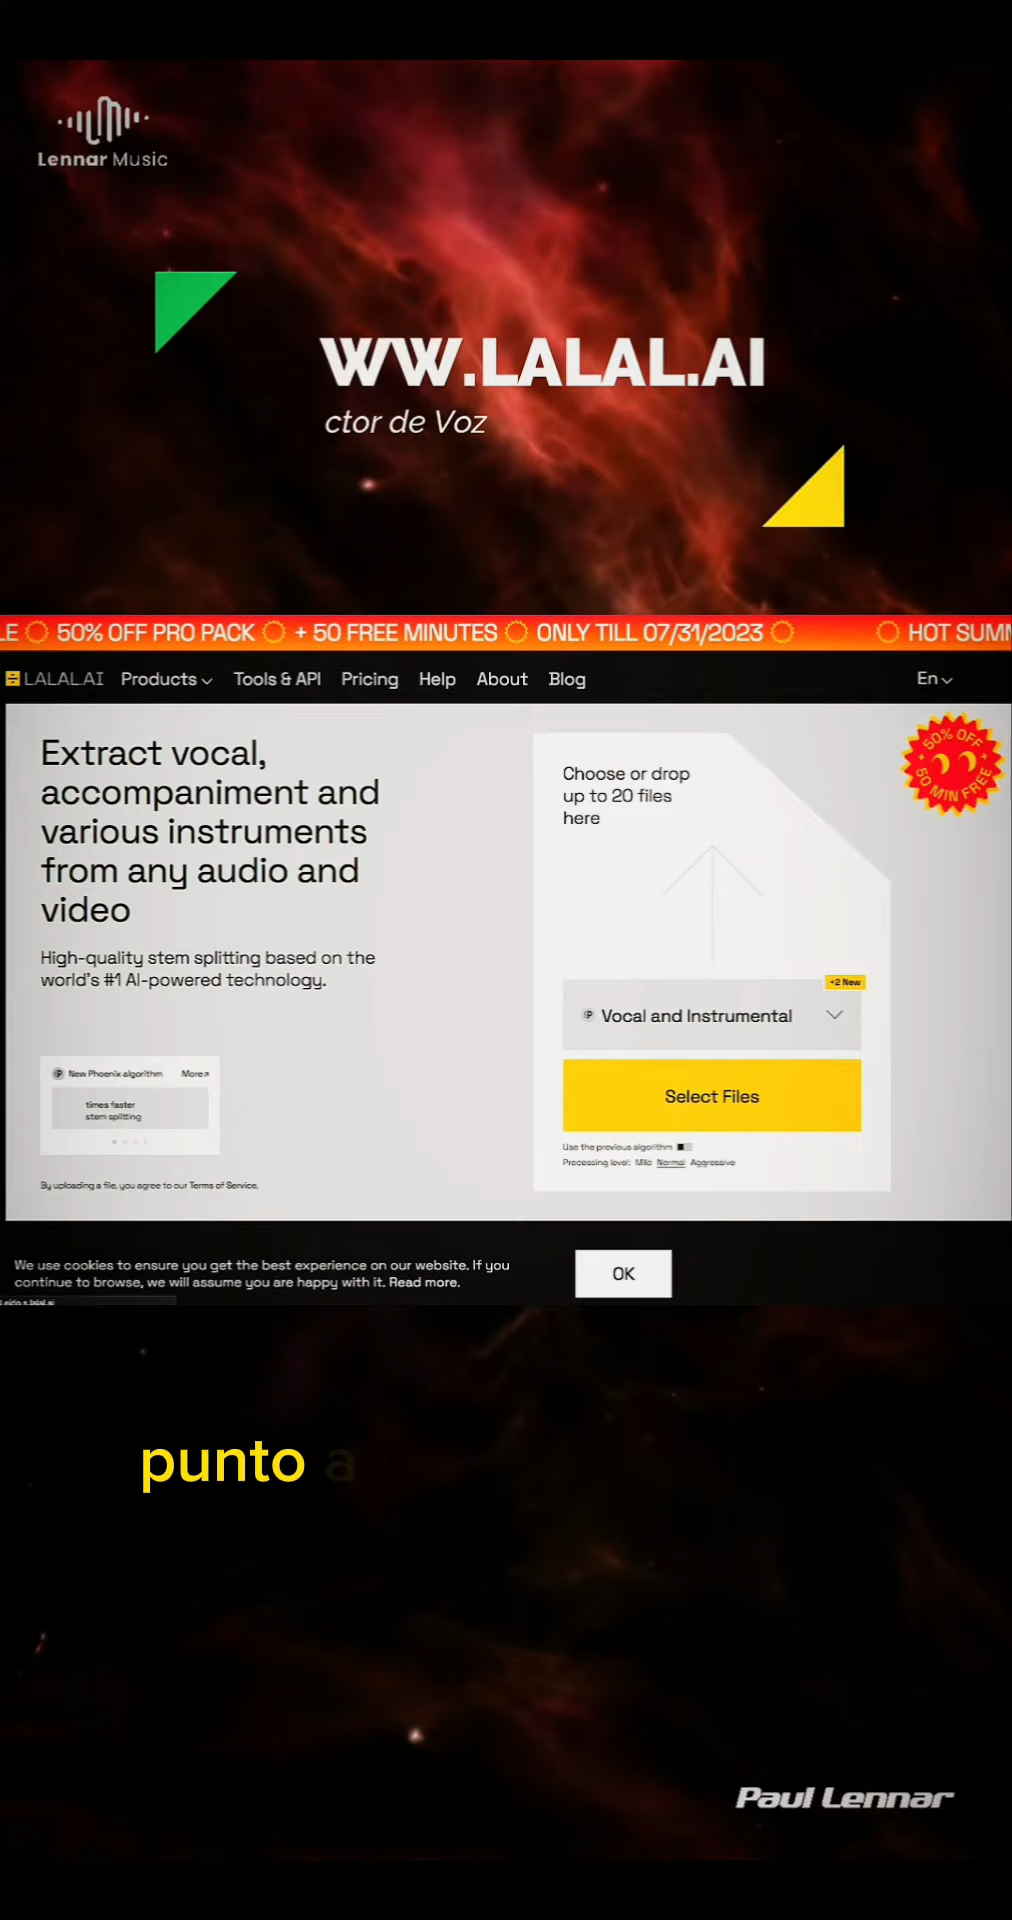 Lennar Music
WW.LALAL.AI
ctor de Voz
LE 50% OFF PRO PACK + 50 FREE MINUTES ONLY TILL 07/31/2023 HOT SUMM
LALAL.AI Products Tools & API Pricing Help About Blog En
50% OFF
50 MIN FREE
Extract vocal,
accompaniment and
various instruments
from any audio and
video
High-quality stem splitting based on the
world's #1 AI-powered technology.
Choose or drop
up to 20 files
here
+2 New
Vocal and Instrumental
Select Files
Use the previous algorithm
Processing level: Mild Normal Aggressive
New Phoenix algorithm More
times faster
stem splitting
By uploading a file, you agree to our Terms of Service.
We use cookies to ensure you get the best experience on our website. If you
continue to browse, we will assume you are happy with it. Read more.
OK
punto a
Paul Lennar